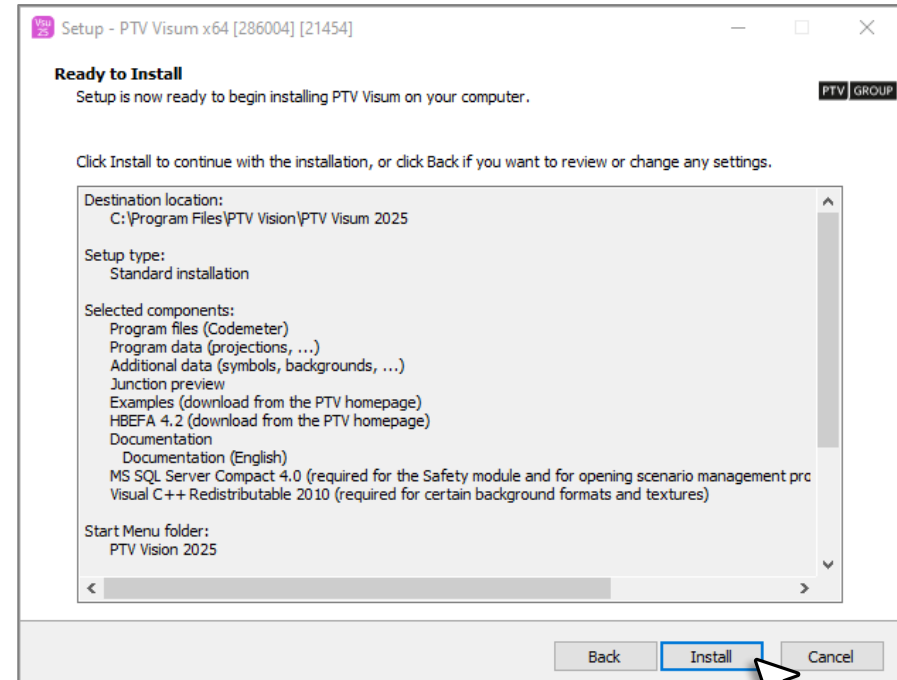 Vsu
25
Setup - PTV Visum x64 [286004] [21454]
Ready to Install
Setup is now ready to begin installing PTV Visum on your computer.
PTV GROUP
Click Install to continue with the installation, or click Back if you want to review or change any settings.
Destination location:
C:\Program Files\PTV Vision\PTV Visum 2025
Setup type:
Standard installation
Selected components:
Program files (Codemeter)
Program data (projections, ...)
Additional data (symbols, backgrounds, ...)
Junction preview
Examples (download from the PTV homepage)
HBEFA 4.2 (download from the PTV homepage)
Documentation
Documentation (English)
MS SQL Server Compact 4.0 (required for the Safety module and for opening scenario management pro
Visual C++ Redistributable 2010 (required for certain background formats and textures)
Start Menu folder:
PTV Vision 2025
Back Install Cancel